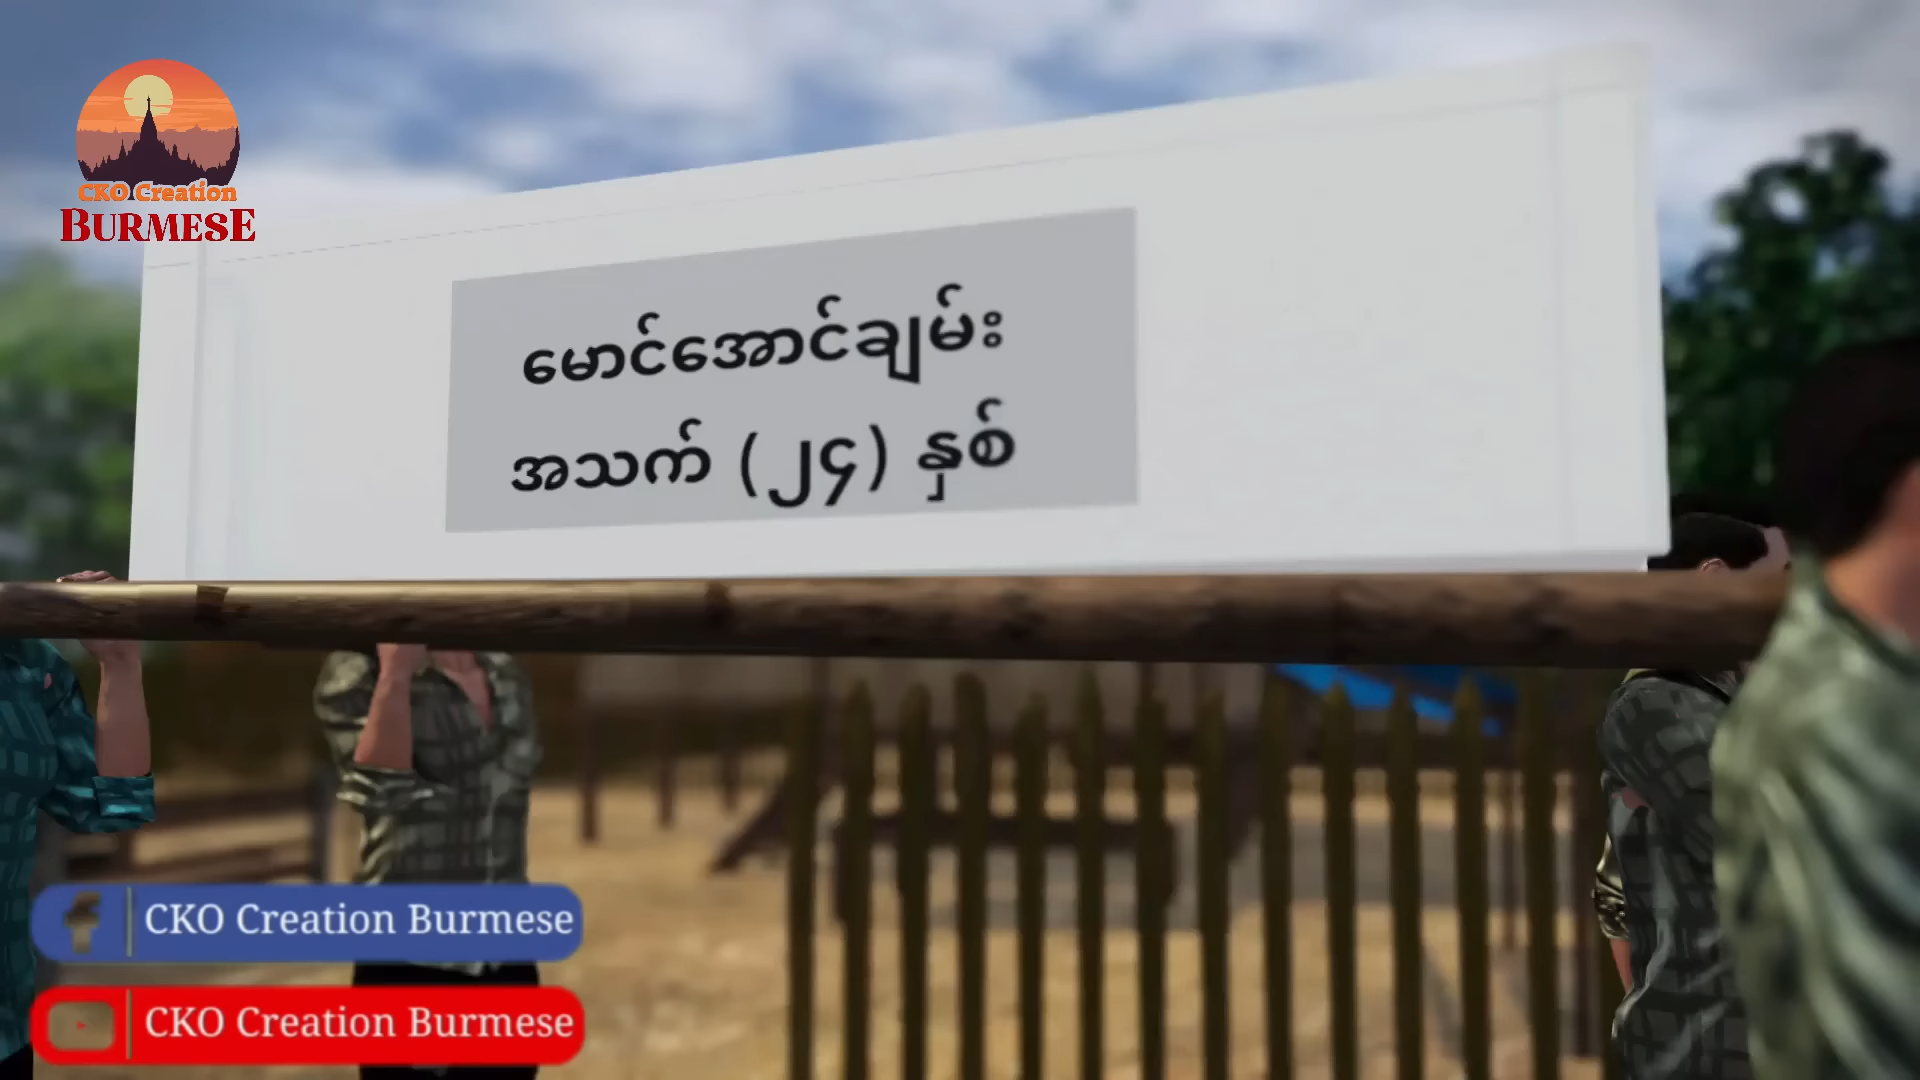 CKO Creation
BURMESE
မောင်အောင်ချမ်း
အသက် (၂၄) နှစ်
CKO Creation Burmese
CKO Creation Burmese